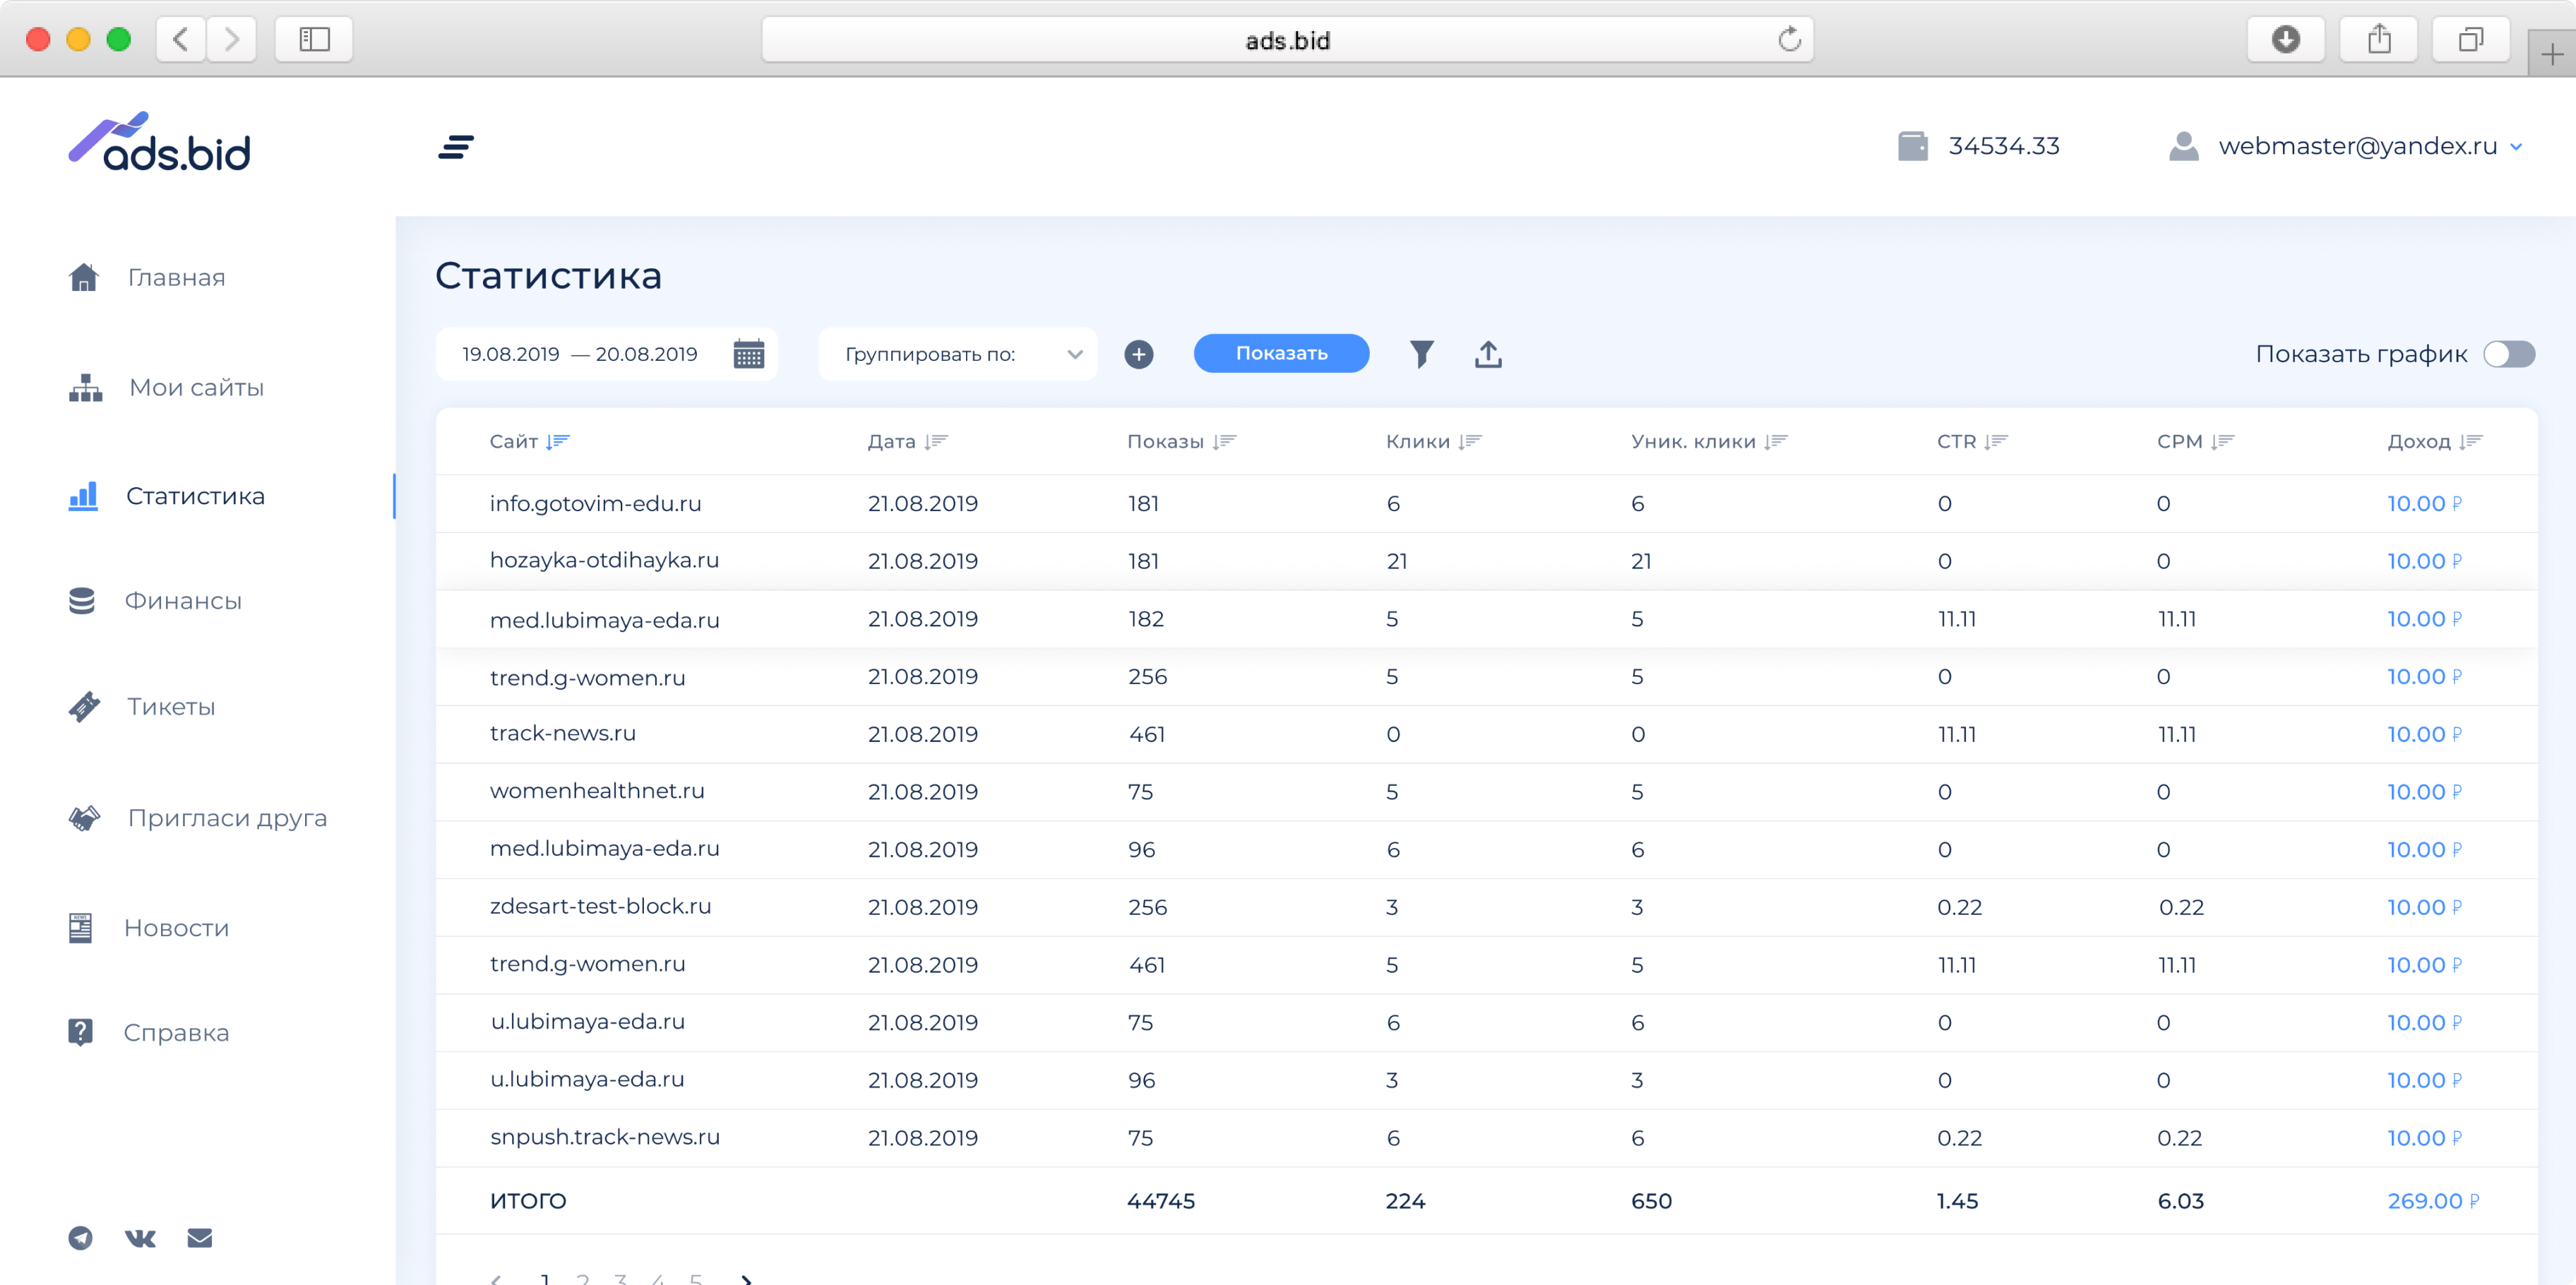 ads.bid
ads.bid
34534.33
webmaster@yandex.ru
Главная
Мои сайты
Статистика
Финансы
Тикеты
Пригласи друга
NEWS
Новости
?
Справка
Статистика
19.08.2019 — 20.08.2019
Группировать по:
Показать
Показать график
Сайт Дата Показы Клики Уник. клики CTR CPM Доход
info.gotovim-edu.ru 21.08.2019 181 6 6 0 0 10.00 ₽
hozayka-otdihayka.ru 21.08.2019 181 21 21 0 0 10.00 ₽
med.lubimaya-eda.ru 21.08.2019 182 5 5 11.11 11.11 10.00 ₽
trend.g-women.ru 21.08.2019 256 5 5 0 0 10.00 ₽
track-news.ru 21.08.2019 461 0 0 11.11 11.11 10.00 ₽
womenhealthnet.ru 21.08.2019 75 5 5 0 0 10.00 ₽
med.lubimaya-eda.ru 21.08.2019 96 6 6 0 0 10.00 ₽
zdesart-test-block.ru 21.08.2019 256 3 3 0.22 0.22 10.00 ₽
trend.g-women.ru 21.08.2019 461 5 5 11.11 11.11 10.00 ₽
u.lubimaya-eda.ru 21.08.2019 75 6 6 0 0 10.00 ₽
u.lubimaya-eda.ru 21.08.2019 96 3 3 0 0 10.00 ₽
snpush.track-news.ru 21.08.2019 75 6 6 0.22 0.22 10.00 ₽
ИТОГО 44745 224 650 1.45 6.03 269.00 ₽
1 2 3 4 5